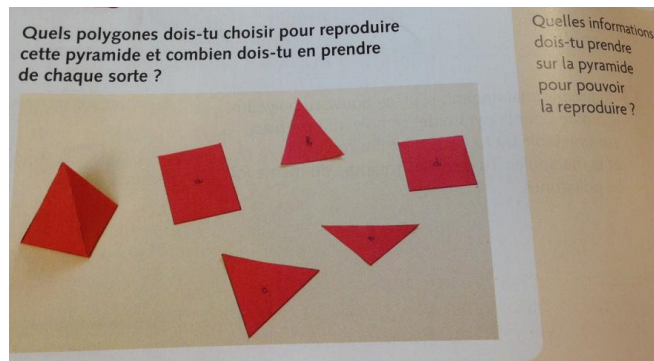 Quels polygones dois-tu choisir pour reproduire
cette pyramide et combien dois-tu en prendre
de chaque sorte ?
Quelles informations
dois-tu prendre
sur la pyramide
pour pouvoir
la reproduire ?
a
d
e
c